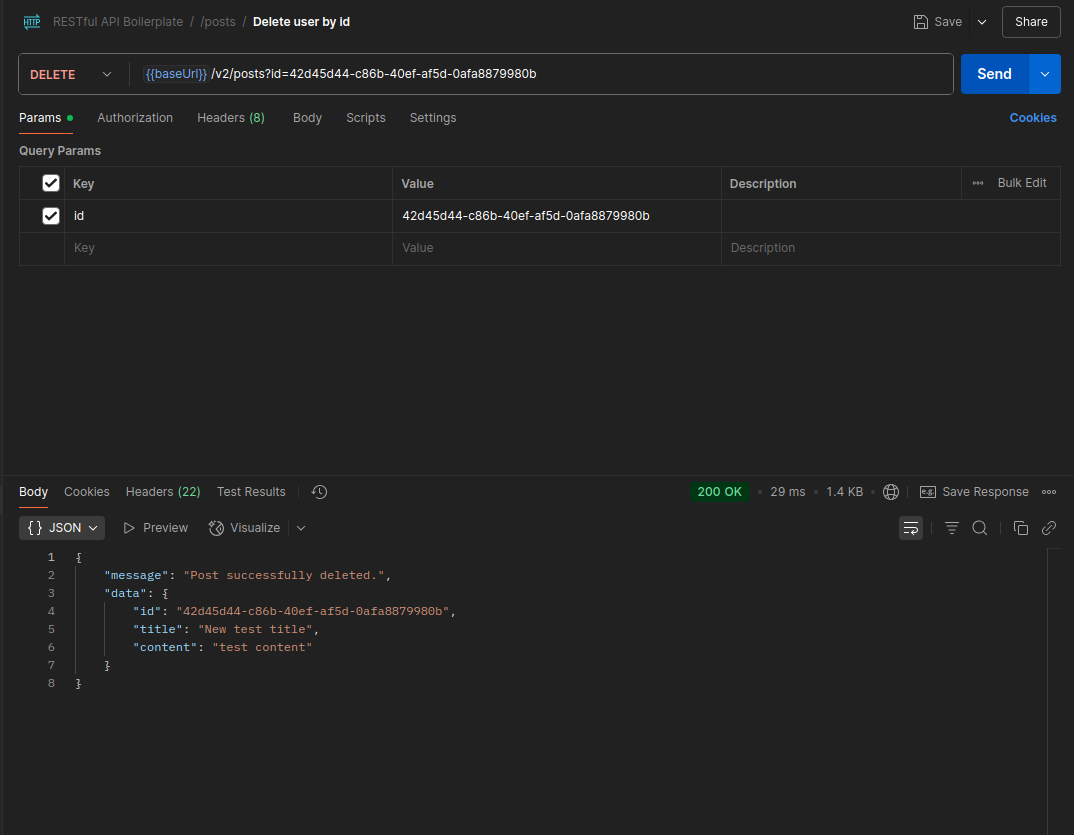 HTTP RESTful API Boilerplate / /posts / Delete user by id Save Share
DELETE {{baseUrl}} /v2/posts?id=42d45d44-c86b-40ef-af5d-0afa8879980b Send
Params Authorization Headers (8) Body Scripts Settings Cookies
Query Params
Key Value Description Bulk Edit
id 42d45d44-c86b-40ef-af5d-0afa8879980b
Key Value Description
Body Cookies Headers (22) Test Results 200 OK 29 ms 1.4 KB e.g. Save Response
{} JSON Preview Visualize
1 {
2 "message": "Post successfully deleted.",
3 "data": {
4 "id": "42d45d44-c86b-40ef-af5d-0afa8879980b",
5 "title": "New test title",
6 "content": "test content"
7 }
8 }